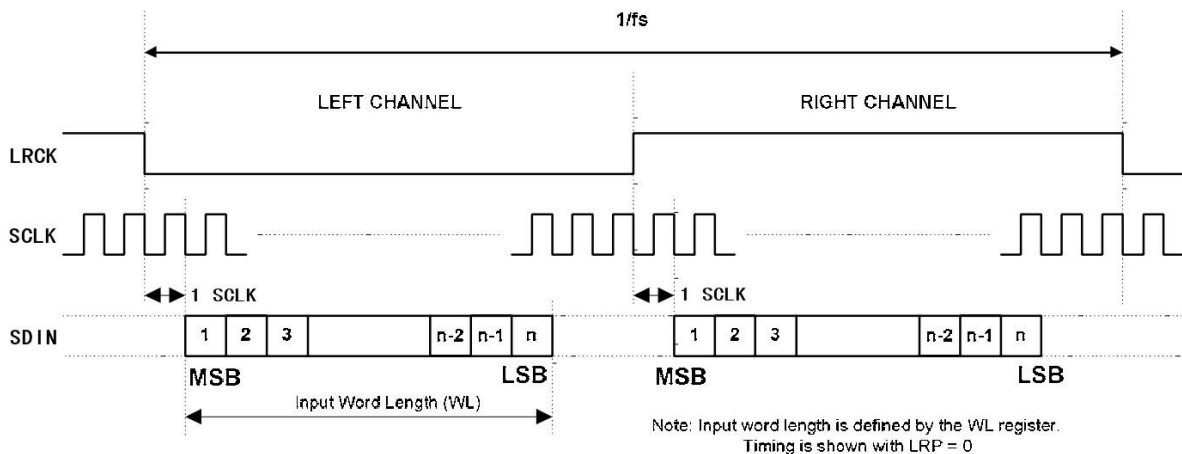 1/fs
LEFT CHANNEL RIGHT CHANNEL
LRCK
SCLK
1 SCLK 1 SCLK
SDIN 1 2 3 n-2 n-1 n 1 2 3 n-2 n-1 n
MSB LSB MSB LSB
Input Word Length (WL)
Note: Input word length is defined by the WL register.
Timing is shown with LRP = 0